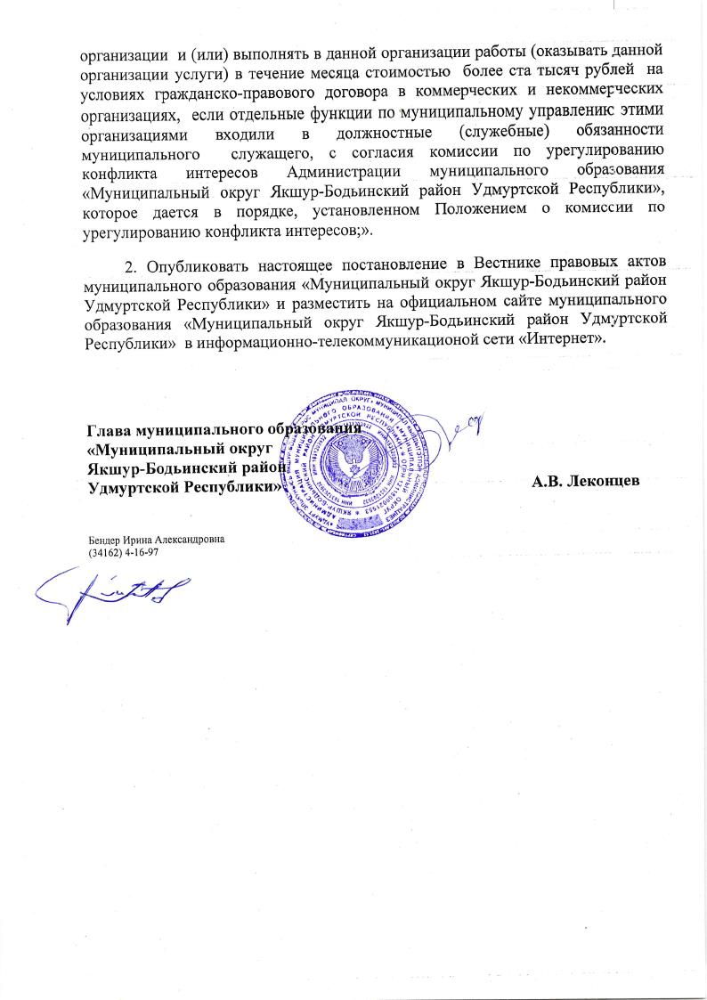 организации и (или) выполнять в данной организации работы (оказывать данной
организации услуги) в течение месяца стоимостью более ста тысяч рублей на
условиях гражданско-правового договора в коммерческих и некоммерческих
организациях, если отдельные функции по муниципальному управлению этими
организациями входили в должностные (служебные) обязанности
муниципального служащего, с согласия комиссии по урегулированию
конфликта интересов Администрации муниципального образования
«Муниципальный округ Якшур-Бодьинский район Удмуртской Республики»,
которое дается в порядке, установленном Положением о комиссии по
урегулированию конфликта интересов;».
2. Опубликовать настоящее постановление в Вестнике правовых актов
муниципального образования «Муниципальный округ Якшур-Бодьинский район
Удмуртской Республики» и разместить на официальном сайте муниципального
образования «Муниципальный округ Якшур-Бодьинский район Удмуртской
Республики» в информационно-телекоммуникационой сети «Интернет».
Глава муниципального образования
«Муниципальный округ
Якшур-Бодьинский район
Удмуртской Республики»
А.В. Леконцев
Бендер Ирина Александровна
(34162) 4-16-97